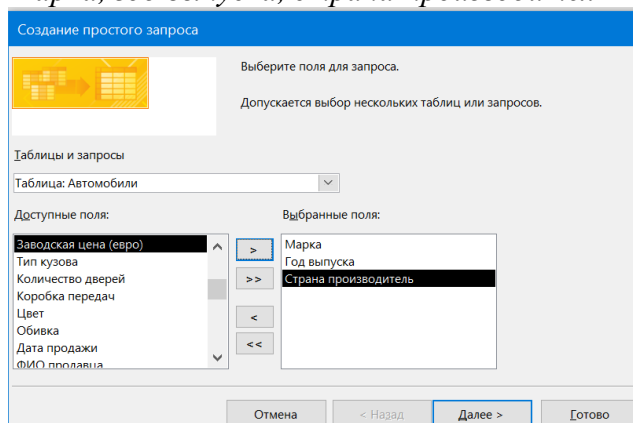 Создание простого запроса
Выберите поля для запроса.
Допускается выбор нескольких таблиц или запросов.
Таблицы и запросы
Таблица: Автомобили
Доступные поля:
Выбранные поля:
Заводская цена (евро)
Тип кузова
Количество дверей
Коробка передач
Цвет
Обивка
Дата продажи
ФИО продавца
>
>>
<
<<
Марка
Год выпуска
Страна производитель
Отмена
< Назад
Далее >
Готово